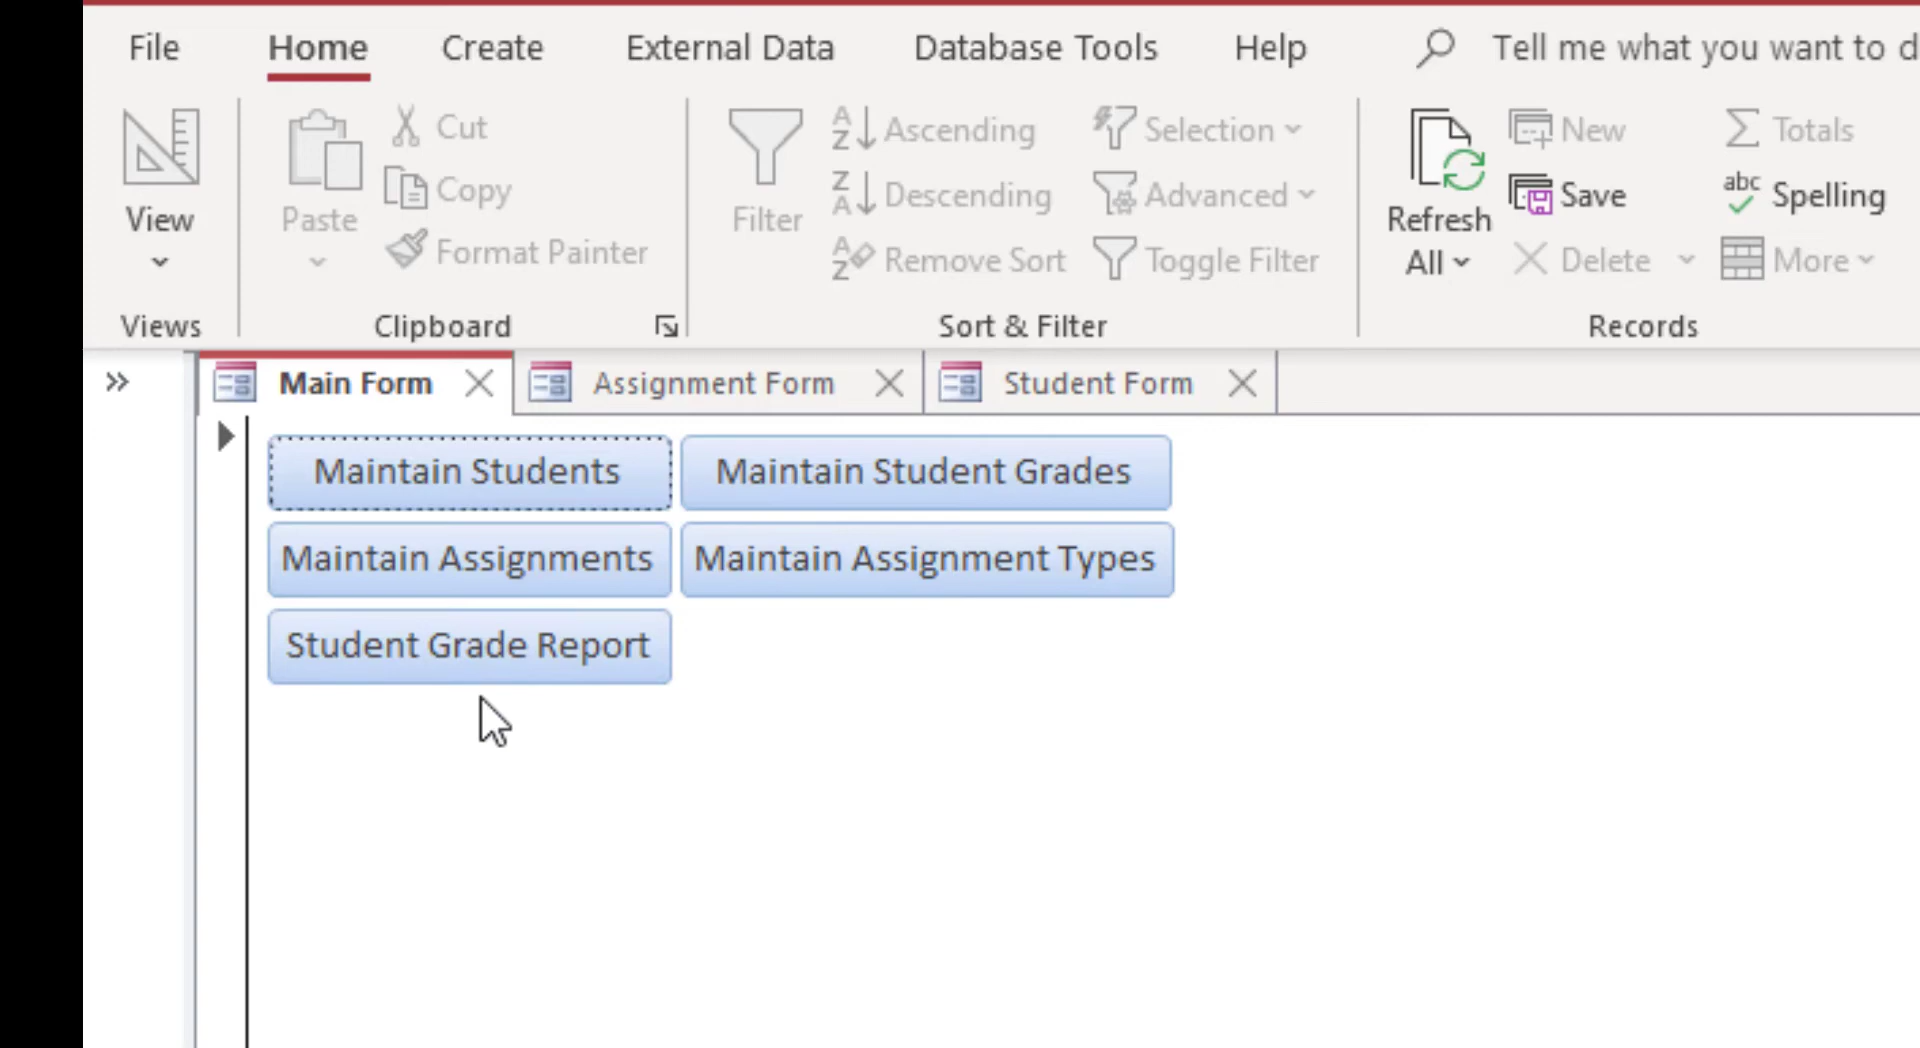 File Home Create External Data Database Tools Help Tell me what you want to d
View
Views
Paste
Cut
Copy
Format Painter
Clipboard
Filter
Ascending
Descending
Remove Sort
Selection
Advanced
Toggle Filter
Sort & Filter
Refresh
All
New
Save
Delete
Totals
abc
Spelling
More
Records
Main Form Assignment Form Student Form
Maintain Students Maintain Student Grades
Maintain Assignments Maintain Assignment Types
Student Grade Report